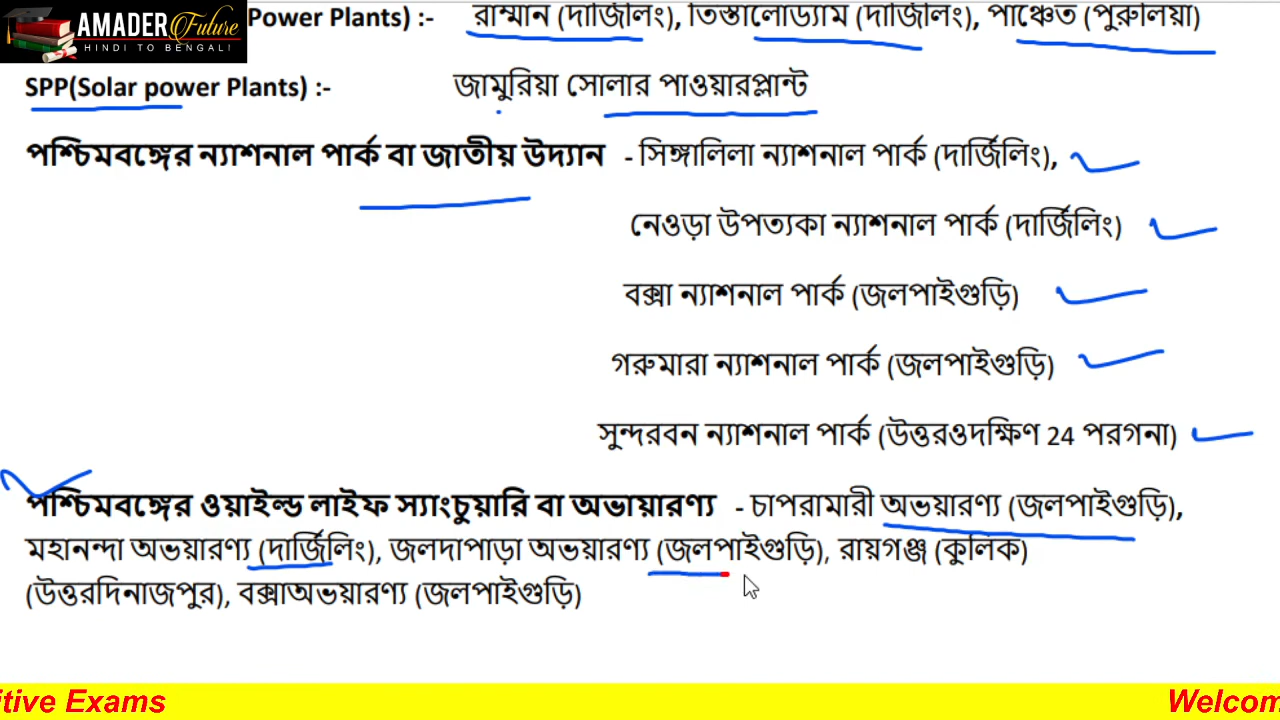 AMADER Future
HINDI TO BENGALI
Power Plants) :- রাম্মান (দার্জিলিং), তিস্তালোড্যাম (দার্জিলিং), পাঞ্চেত (পুরুলিয়া)
SPP(Solar power Plants) :- জামুরিয়া সোলার পাওয়ারপ্লান্ট
পশ্চিমবঙ্গের ন্যাশনাল পার্ক বা জাতীয় উদ্যান - সিঙ্গালিলা ন্যাশনাল পার্ক (দার্জিলিং),
নেওড়া উপত্যকা ন্যাশনাল পার্ক (দার্জিলিং)
বক্সা ন্যাশনাল পার্ক (জলপাইগুড়ি)
গরুমারা ন্যাশনাল পার্ক (জলপাইগুড়ি)
সুন্দরবন ন্যাশনাল পার্ক (উত্তরওদক্ষিণ 24 পরগনা)
পশ্চিমবঙ্গের ওয়াইল্ড লাইফ স্যাংচুয়ারি বা অভায়ারণ্য - চাপরামারী অভয়ারণ্য (জলপাইগুড়ি),
মহানন্দা অভয়ারণ্য (দার্জিলিং), জলদাপাড়া অভয়ারণ্য (জলপাইগুড়ি), রায়গঞ্জ (কুলিক)
(উত্তরদিনাজপুর), বক্সাঅভয়ারণ্য (জলপাইগুড়ি)
itive Exams Welcom